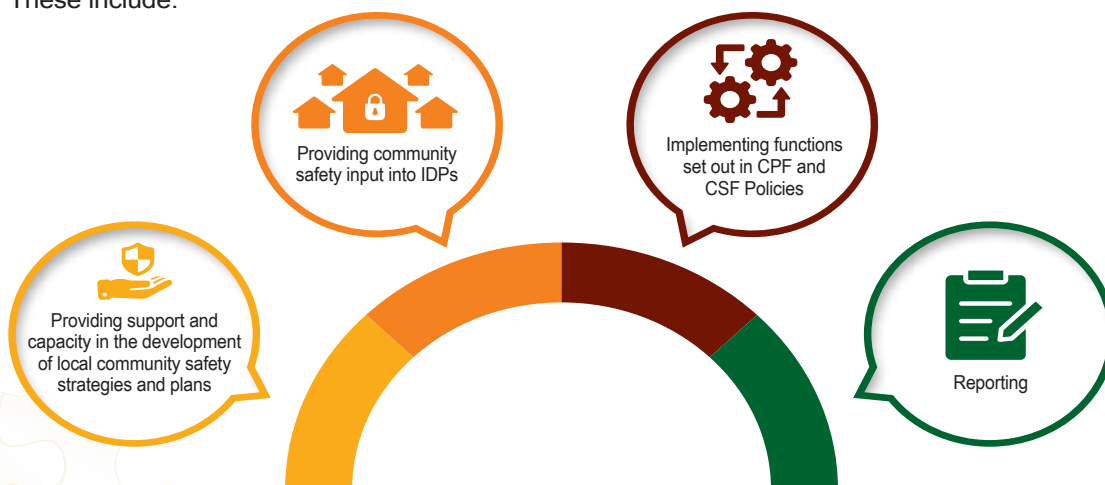 These include:
Providing support and
capacity in the development
of local community safety
strategies and plans
Providing community
safety input into IDPs
Implementing functions
set out in CPF and
CSF Policies
Reporting